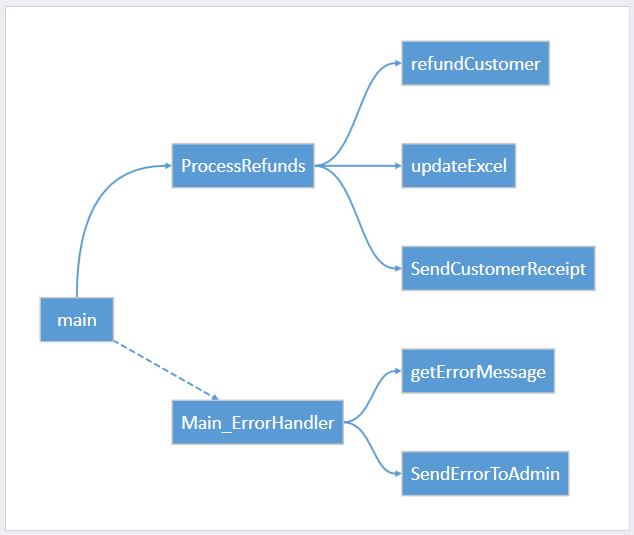 refundCustomer
ProcessRefunds
updateExcel
SendCustomerReceipt
main
getErrorMessage
Main_ErrorHandler
SendErrorToAdmin